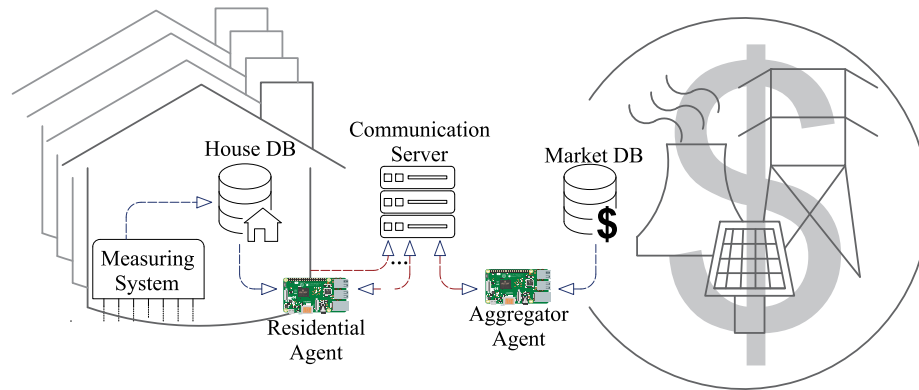 Communication
Server
House DB
Market DB
$
$
Measuring
System
...
Residential
Agent
Aggregator
Agent